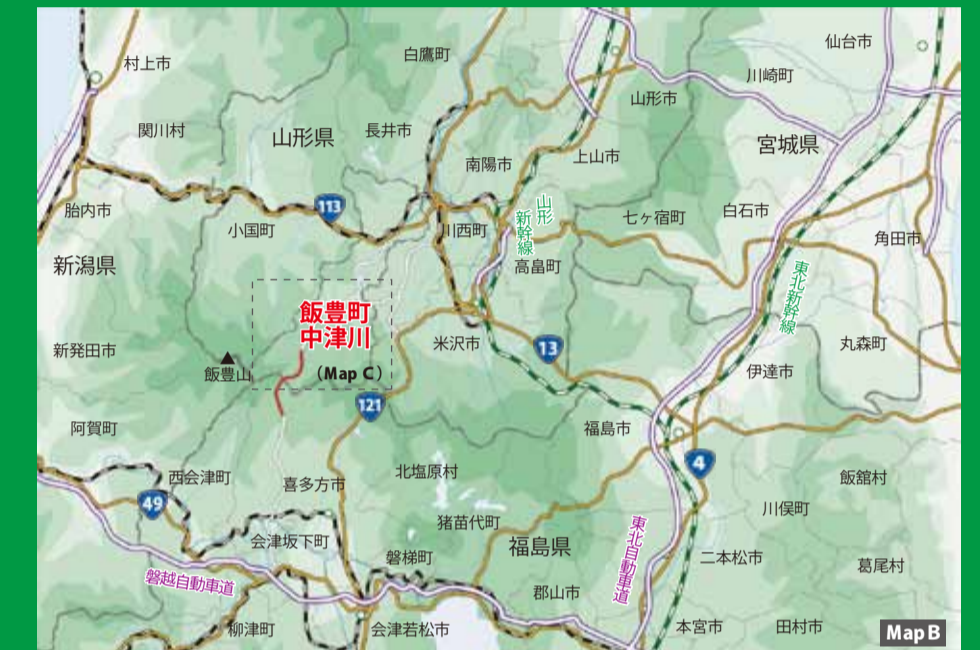 仙台市
白鷹町
村上市
川崎町
山形市
関川村
山形県
長井市
宮城県
南陽市
上山市
113
山形
新幹線
胎内市
小国町
川西町
七ヶ宿町
白石市
角田市
新潟県
高畠町
東北新幹線
飯豊町
中津川
新発田市
飯豊山
（Map C）
米沢市
13
丸森町
伊達市
121
阿賀町
福島市
4
西会津町
喜多方市
北塩原村
飯舘村
49
川俣町
猪苗代町
会津坂下町
福島県
東北自動車道
磐梯町
二本松市
葛尾村
磐越自動車道
郡山市
柳津町
会津若松市
本宮市
田村市
Map B